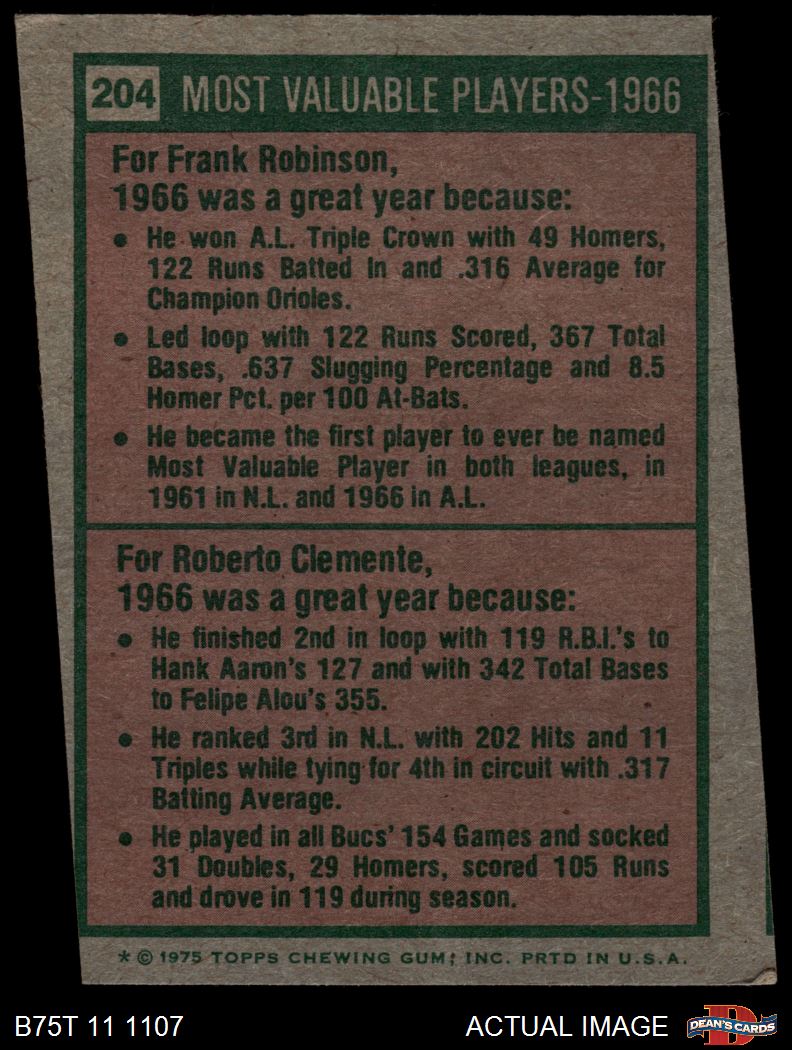 204 MOST VALUABLE PLAYERS-1966
For Frank Robinson,
1966 was a great year because:
• He won A.L. Triple Crown with 49 Homers,
122 Runs Batted In and .316 Average for
Champion Orioles.
• Led loop with 122 Runs Scored, 367 Total
Bases, .637 Slugging Percentage and 8.5
Homer Pct. per 100 At-Bats.
• He became the first player to ever be named
Most Valuable Player in both leagues, in
1961 in N.L. and 1966 in A.L.
For Roberto Clemente,
1966 was a great year because:
• He finished 2nd in loop with 119 R.B.I.'s to
Hank Aaron's 127 and with 342 Total Bases
to Felipe Alou's 355.
• He ranked 3rd in N.L. with 202 Hits and 11
Triples while tying for 4th in circuit with .317
Batting Average.
• He played in all Bucs' 154 Games and socked
31 Doubles, 29 Homers, scored 105 Runs
and drove in 119 during season.
* © 1975 TOPPS CHEWING GUM, INC. PRTD IN U.S.A.
B75T 11 1107 ACTUAL IMAGE D DEAN'S CARDS